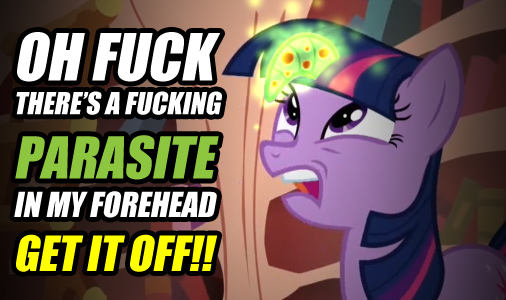 OH FUCK
THERE'S A FUCKING
PARASITE
IN MY FOREHEAD
GET IT OFF!!